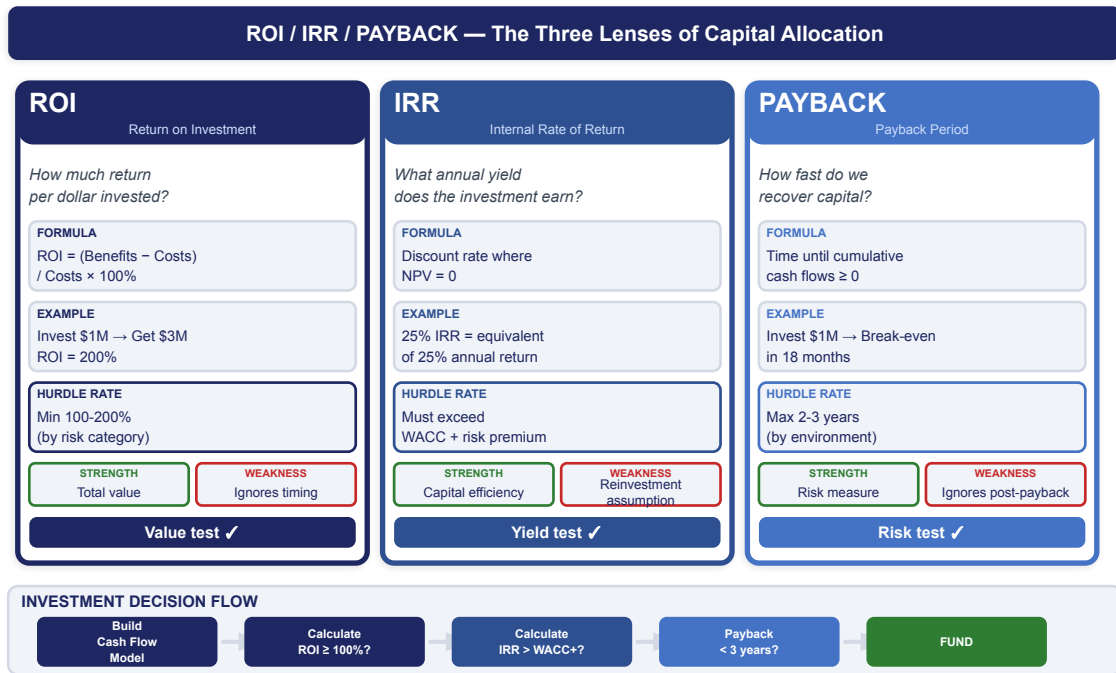 ROI / IRR / PAYBACK — The Three Lenses of Capital Allocation
ROI
Return on Investment
How much return
per dollar invested?
FORMULA
ROI = (Benefits − Costs)
/ Costs × 100%
EXAMPLE
Invest $1M → Get $3M
ROI = 200%
HURDLE RATE
Min 100-200%
(by risk category)
STRENGTH
Total value
WEAKNESS
Ignores timing
Value test ✓
IRR
Internal Rate of Return
What annual yield
does the investment earn?
FORMULA
Discount rate where
NPV = 0
EXAMPLE
25% IRR = equivalent
of 25% annual return
HURDLE RATE
Must exceed
WACC + risk premium
STRENGTH
Capital efficiency
WEAKNESS
Reinvestment
assumption
Yield test ✓
PAYBACK
Payback Period
How fast do we
recover capital?
FORMULA
Time until cumulative
cash flows ≥ 0
EXAMPLE
Invest $1M → Break-even
in 18 months
HURDLE RATE
Max 2-3 years
(by environment)
STRENGTH
Risk measure
WEAKNESS
Ignores post-payback
Risk test ✓
INVESTMENT DECISION FLOW
Build
Cash Flow
Model
Calculate
ROI ≥ 100%?
Calculate
IRR > WACC+?
Payback
< 3 years?
FUND